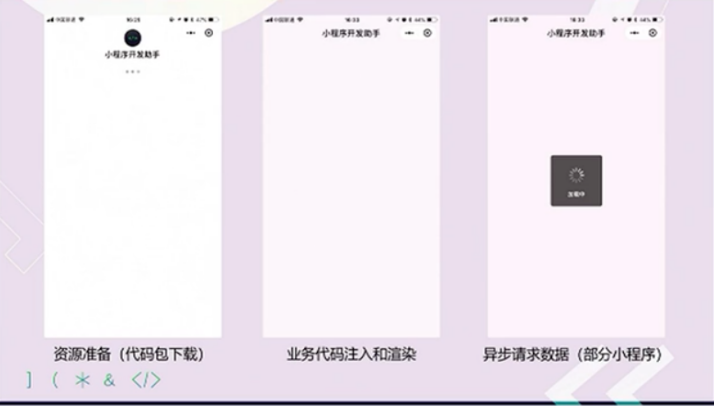 中国联通 16:23 47%
中国联通 16:33 44%
中国联通 16:33 44%
小程序开发助手
小程序开发助手
小程序开发助手
加载中
资源准备（代码包下载）
业务代码注入和渲染
异步请求数据（部分小程序）
] ( * & </>